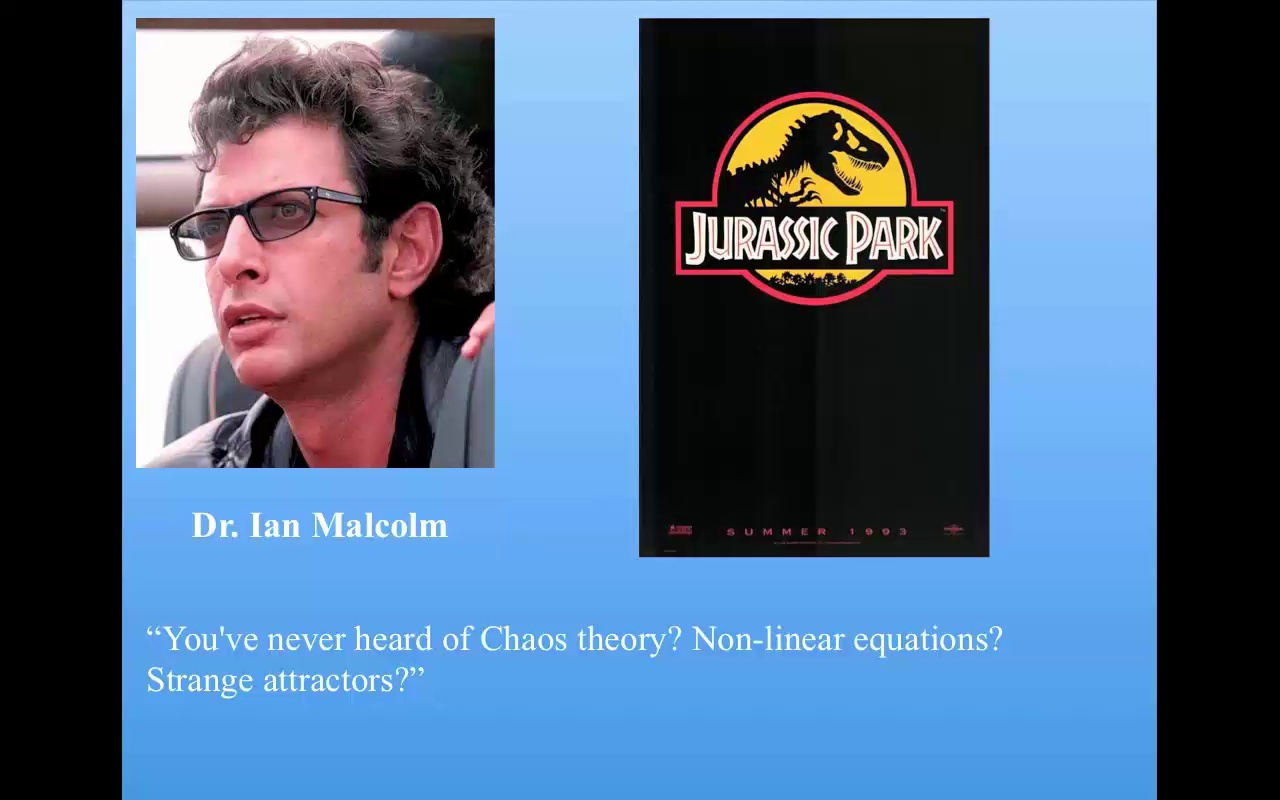 JURASSIC PARK
TM
SUMMER 1993
Dr. Ian Malcolm
“You've never heard of Chaos theory? Non-linear equations?
Strange attractors?”